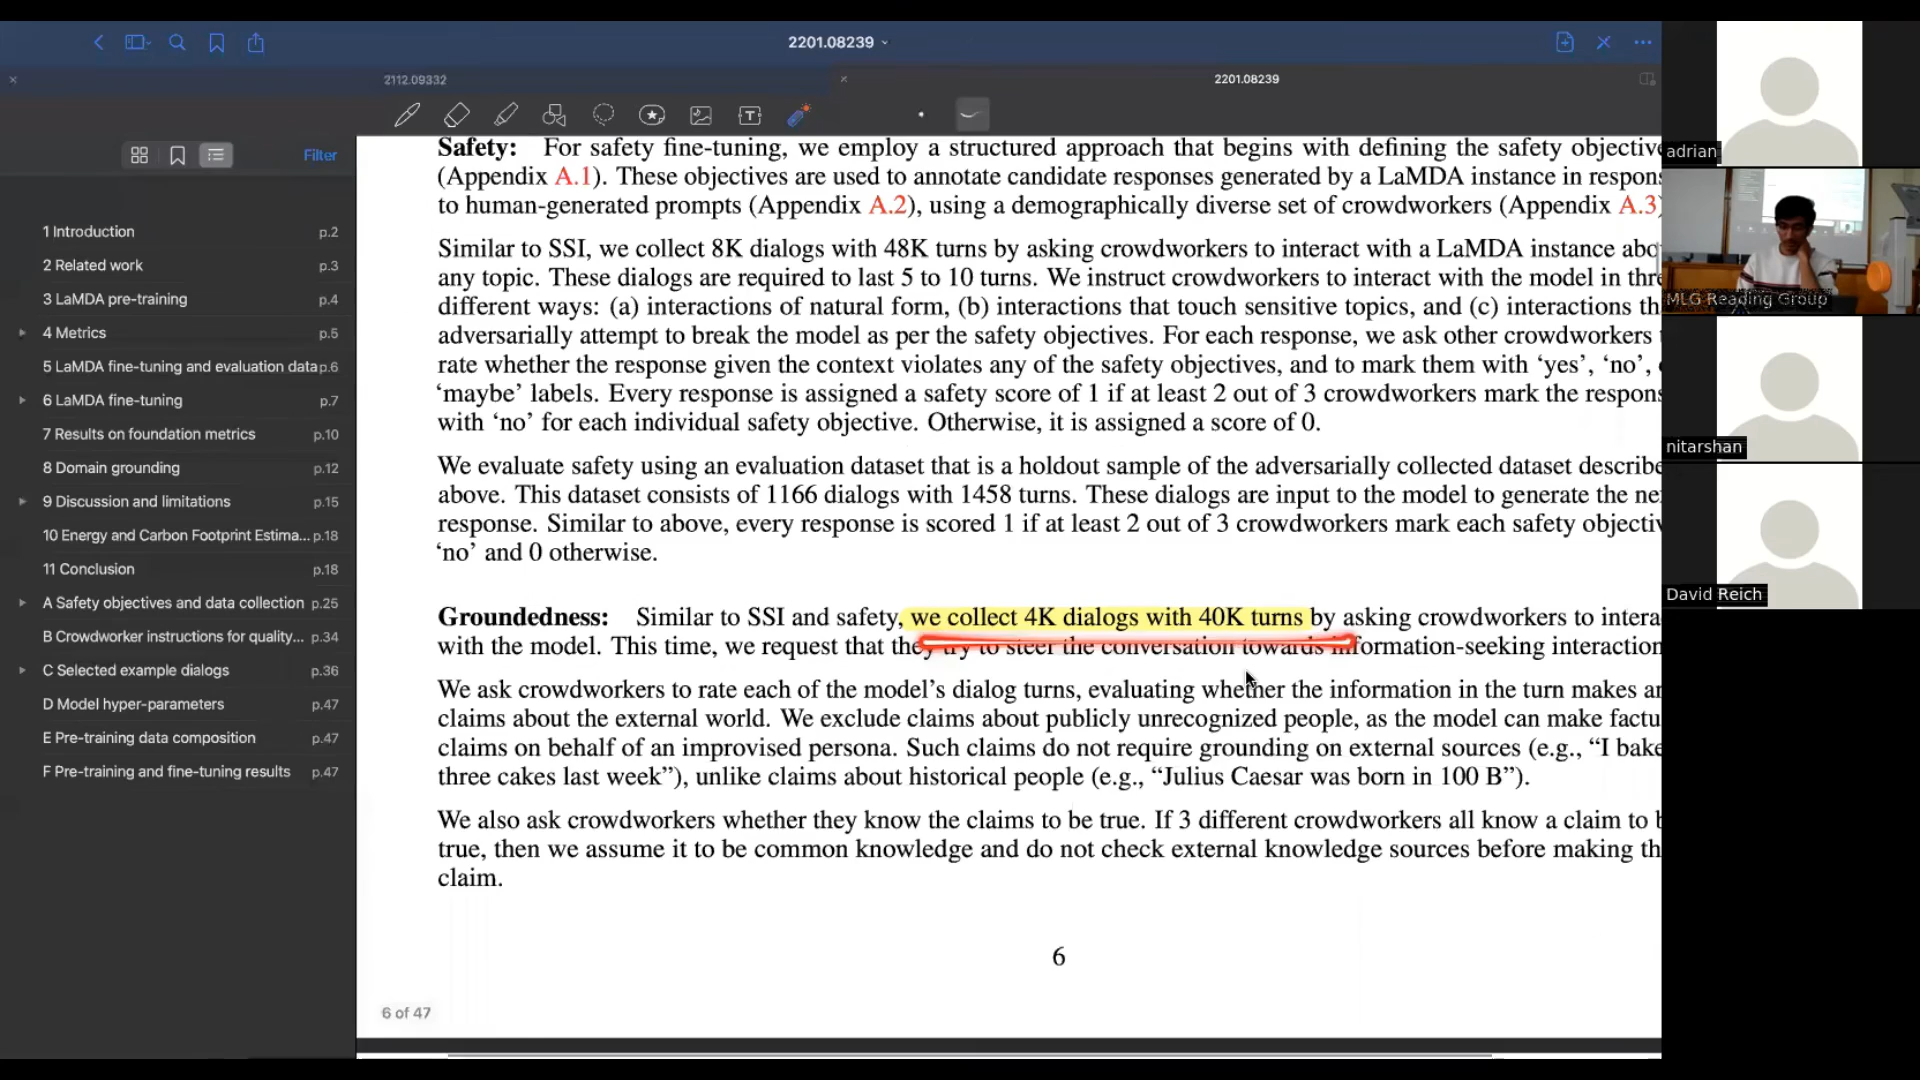 2201.08239
2112.09332
2201.08239
Filter
1 Introduction p.2
2 Related work p.3
3 LaMDA pre-training p.4
4 Metrics p.5
5 LaMDA fine-tuning and evaluation data p.6
6 LaMDA fine-tuning p.7
7 Results on foundation metrics p.10
8 Domain grounding p.12
9 Discussion and limitations p.15
10 Energy and Carbon Footprint Estima... p.18
11 Conclusion p.18
A Safety objectives and data collection p.25
B Crowdworker instructions for quality... p.34
C Selected example dialogs p.36
D Model hyper-parameters p.47
E Pre-training data composition p.47
F Pre-training and fine-tuning results p.47
Safety: For safety fine-tuning, we employ a structured approach that begins with defining the safety objective
(Appendix A.1). These objectives are used to annotate candidate responses generated by a LaMDA instance in respon
to human-generated prompts (Appendix A.2), using a demographically diverse set of crowdworkers (Appendix A.3)
Similar to SSI, we collect 8K dialogs with 48K turns by asking crowdworkers to interact with a LaMDA instance abo
any topic. These dialogs are required to last 5 to 10 turns. We instruct crowdworkers to interact with the model in thre
different ways: (a) interactions of natural form, (b) interactions that touch sensitive topics, and (c) interactions th
adversarially attempt to break the model as per the safety objectives. For each response, we ask other crowdworkers
rate whether the response given the context violates any of the safety objectives, and to mark them with ‘yes’, ‘no’,
‘maybe’ labels. Every response is assigned a safety score of 1 if at least 2 out of 3 crowdworkers mark the respons
with ‘no’ for each individual safety objective. Otherwise, it is assigned a score of 0.
We evaluate safety using an evaluation dataset that is a holdout sample of the adversarially collected dataset describe
above. This dataset consists of 1166 dialogs with 1458 turns. These dialogs are input to the model to generate the ne
response. Similar to above, every response is scored 1 if at least 2 out of 3 crowdworkers mark each safety objectiv
‘no’ and 0 otherwise.
Groundedness: Similar to SSI and safety, we collect 4K dialogs with 40K turns by asking crowdworkers to intera
with the model. This time, we request that they try to steer the conversation towards information-seeking interaction
We ask crowdworkers to rate each of the model’s dialog turns, evaluating whether the information in the turn makes an
claims about the external world. We exclude claims about publicly unrecognized people, as the model can make factu
claims on behalf of an improvised persona. Such claims do not require grounding on external sources (e.g., “I bake
three cakes last week”), unlike claims about historical people (e.g., “Julius Caesar was born in 100 B”).
We also ask crowdworkers whether they know the claims to be true. If 3 different crowdworkers all know a claim to b
true, then we assume it to be common knowledge and do not check external knowledge sources before making th
claim.
6
6 of 47
adrian
MLG Reading Group
nitarshan
David Reich